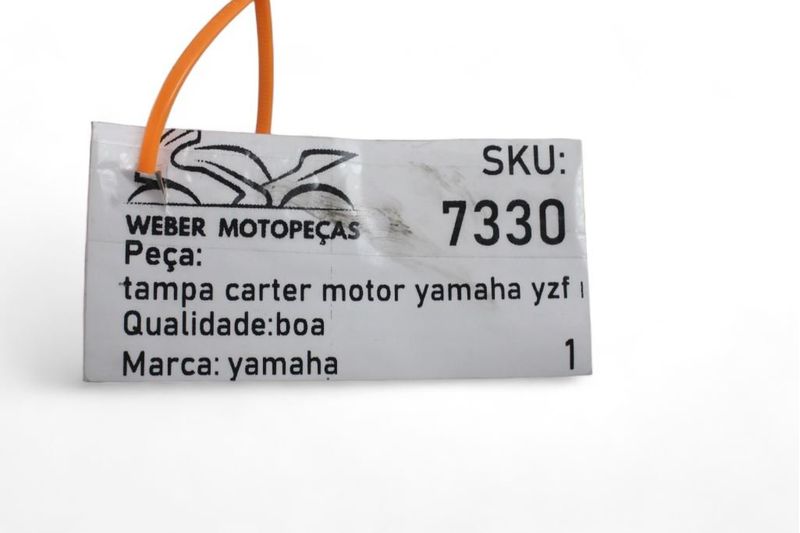 SKU:
7330
WEBER MOTOPEÇAS
Peça:
tampa carter motor yamaha yzf
Qualidade:boa
Marca: yamaha
1